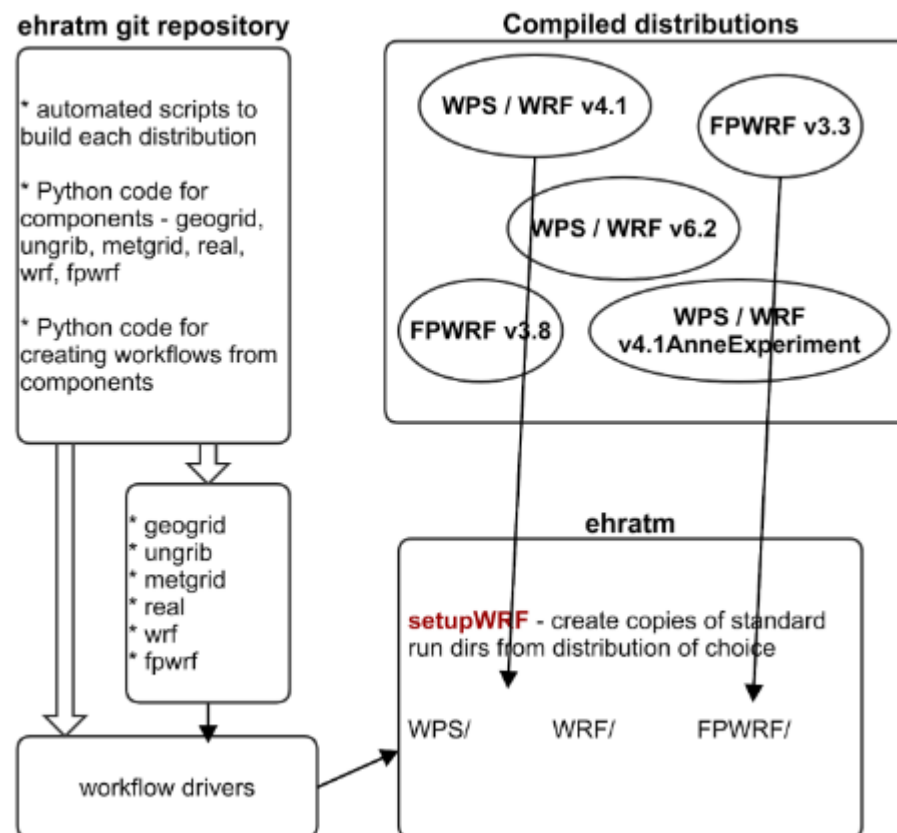 ehratm git repository
* automated scripts to
build each distribution
* Python code for
components - geogrid,
ungrib, metgrid, real,
wrf, fpwrf
* Python code for
creating workflows from
components
Compiled distributions
WPS / WRF v4.1
FPWRF v3.3
WPS / WRF v6.2
FPWRF v3.8
WPS / WRF
v4.1AnneExperiment
* geogrid
* ungrib
* metgrid
* real
* wrf
* fpwrf
workflow drivers
ehratm
setupWRF - create copies of standard
run dirs from distribution of choice
WPS/ WRF/ FPWRF/